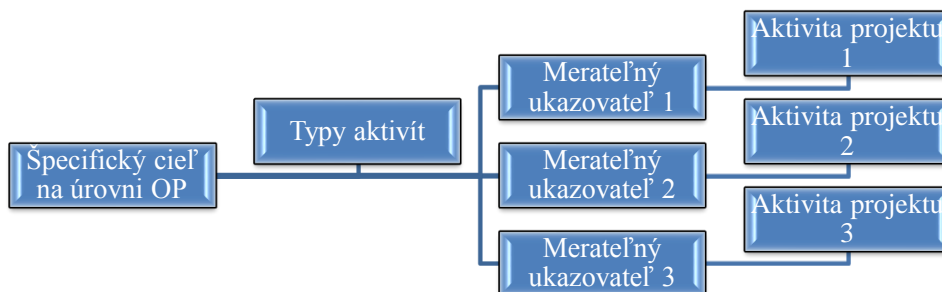 Špecifický cieľ
na úrovni OP
Typy aktivít
Merateľný
ukazovateľ 1
Aktivita projektu
1
Merateľný
ukazovateľ 2
Aktivita projektu
2
Merateľný
ukazovateľ 3
Aktivita projektu
3